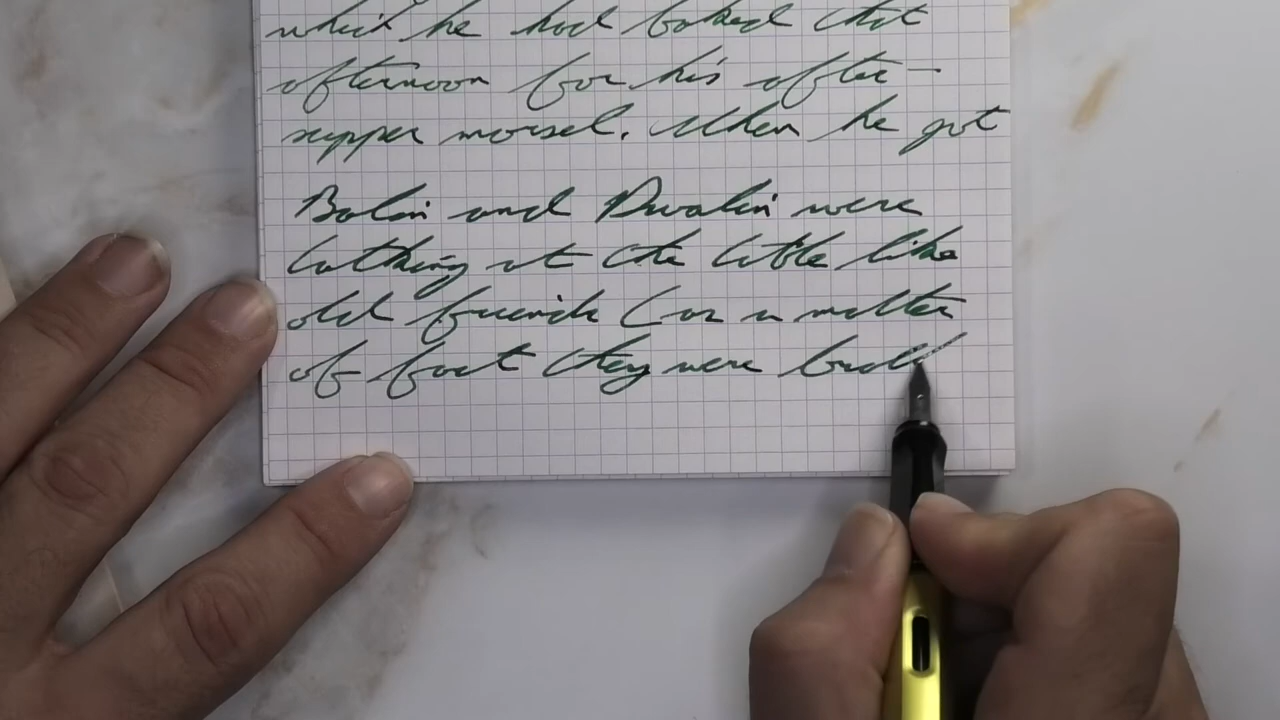 which he had baked that
afternoon for his after-
supper morsel. When he got
Balin and Dwalin were
talking at the table like
old friends (as a matter
of fact they were broth